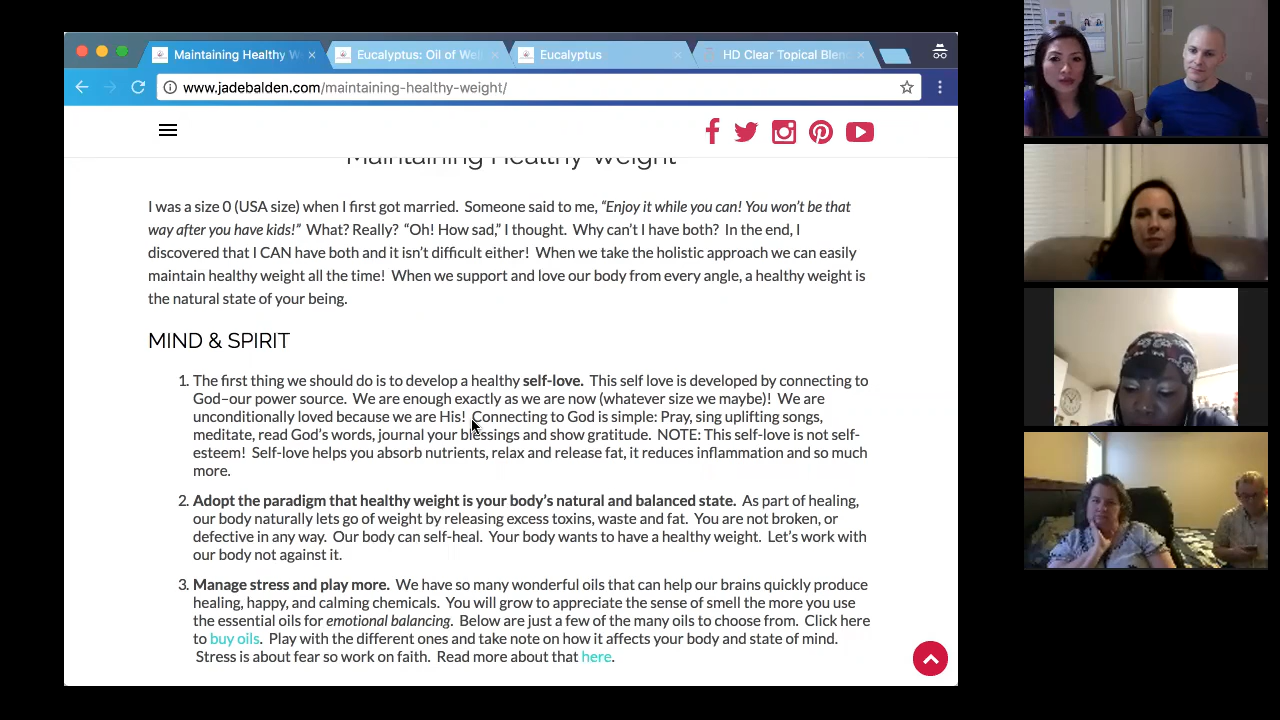 Maintaining Healthy W
Eucalyptus: Oil of Well
Eucalyptus
HD Clear Topical Blend
www.jadebalden.com/maintaining-healthy-weight/
Maintaining Healthy Weight
I was a size 0 (USA size) when I first got married. Someone said to me, “Enjoy it while you can! You won’t be that
way after you have kids!” What? Really? “Oh! How sad,” I thought. Why can’t I have both? In the end, I
discovered that I CAN have both and it isn’t difficult either! When we take the holistic approach we can easily
maintain healthy weight all the time! When we support and love our body from every angle, a healthy weight is
the natural state of your being.
MIND & SPIRIT
1. The first thing we should do is to develop a healthy self-love. This self love is developed by connecting to
God–our power source. We are enough exactly as we are now (whatever size we maybe)! We are
unconditionally loved because we are His! Connecting to God is simple: Pray, sing uplifting songs,
meditate, read God’s words, journal your blessings and show gratitude. NOTE: This self-love is not self-
esteem! Self-love helps you absorb nutrients, relax and release fat, it reduces inflammation and so much
more.
2. Adopt the paradigm that healthy weight is your body’s natural and balanced state. As part of healing,
our body naturally lets go of weight by releasing excess toxins, waste and fat. You are not broken, or
defective in any way. Our body can self-heal. Your body wants to have a healthy weight. Let’s work with
our body not against it.
3. Manage stress and play more. We have so many wonderful oils that can help our brains quickly produce
healing, happy, and calming chemicals. You will grow to appreciate the sense of smell the more you use
the essential oils for emotional balancing. Below are just a few of the many oils to choose from. Click here
to buy oils. Play with the different ones and take note on how it affects your body and state of mind.
Stress is about fear so work on faith. Read more about that here.